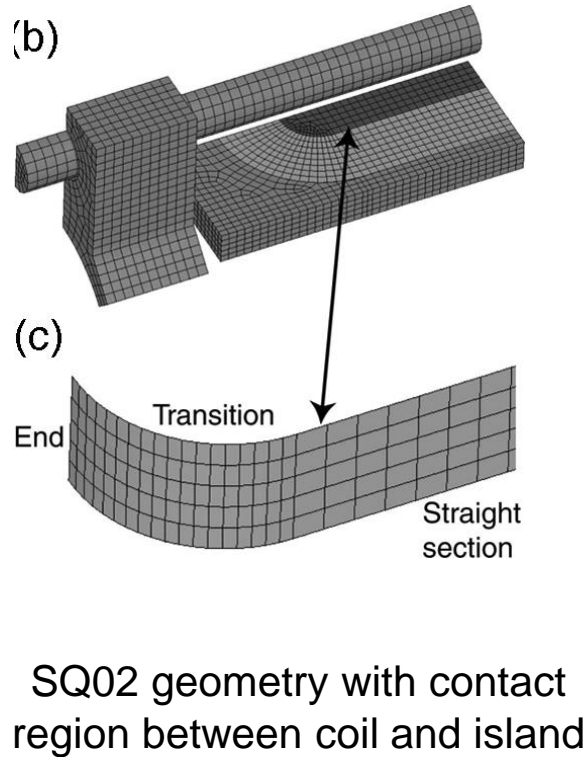 (b)
(c)
Transition
End
Straight
section
SQ02 geometry with contact
region between coil and island